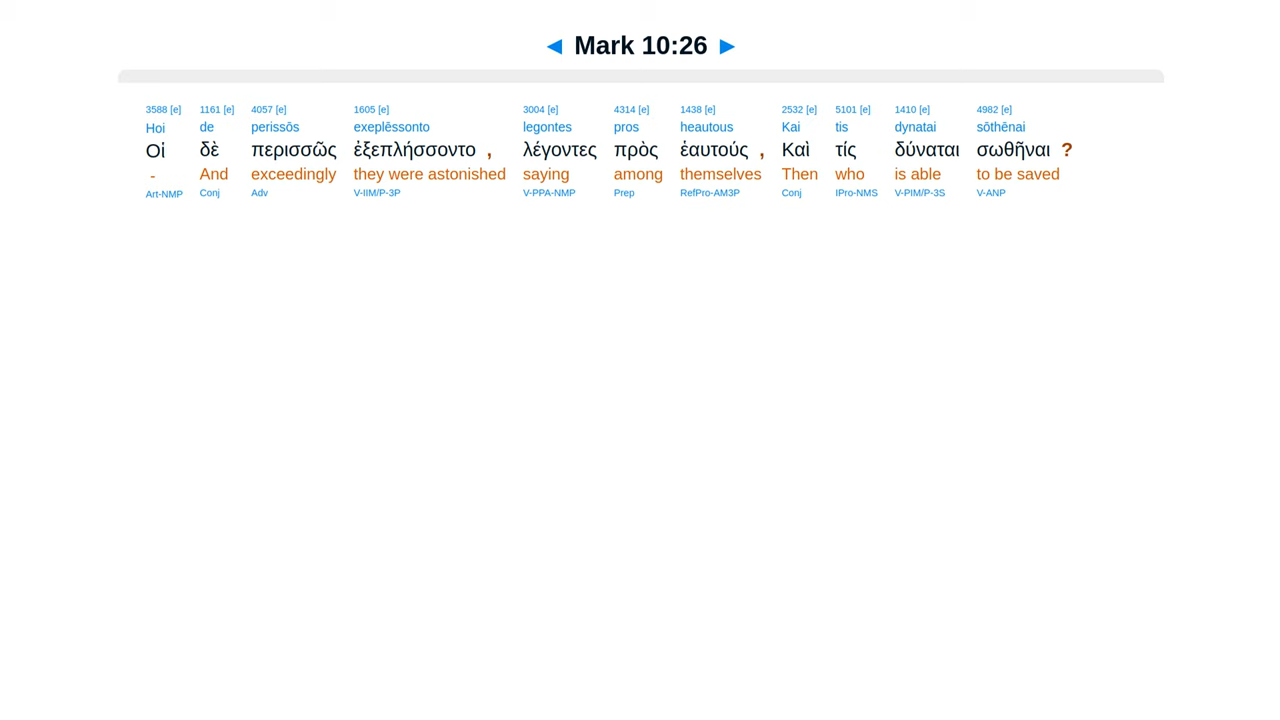 ◄ Mark 10:26 ►
3588 [e] 1161 [e] 4057 [e] 1605 [e] 3004 [e] 4314 [e] 1438 [e] 2532 [e] 5101 [e] 1410 [e] 4982 [e]
Hoi de perissōs exeplēssonto legontes pros heautous Kai tis dynatai sōthēnai
Οἱ δὲ περισσῶς ἐξεπλήσσοντο , λέγοντες πρὸς ἑαυτούς , Καὶ τίς δύναται σωθῆναι ?
- And exceedingly they were astonished saying among themselves Then who is able to be saved
Art-NMP Conj Adv V-IIM/P-3P V-PPA-NMP Prep RefPro-AM3P Conj IPro-NMS V-PIM/P-3S V-ANP